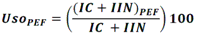 Uso_PEF = ( (IC + IIN)_PEF / IC + IIN ) 100